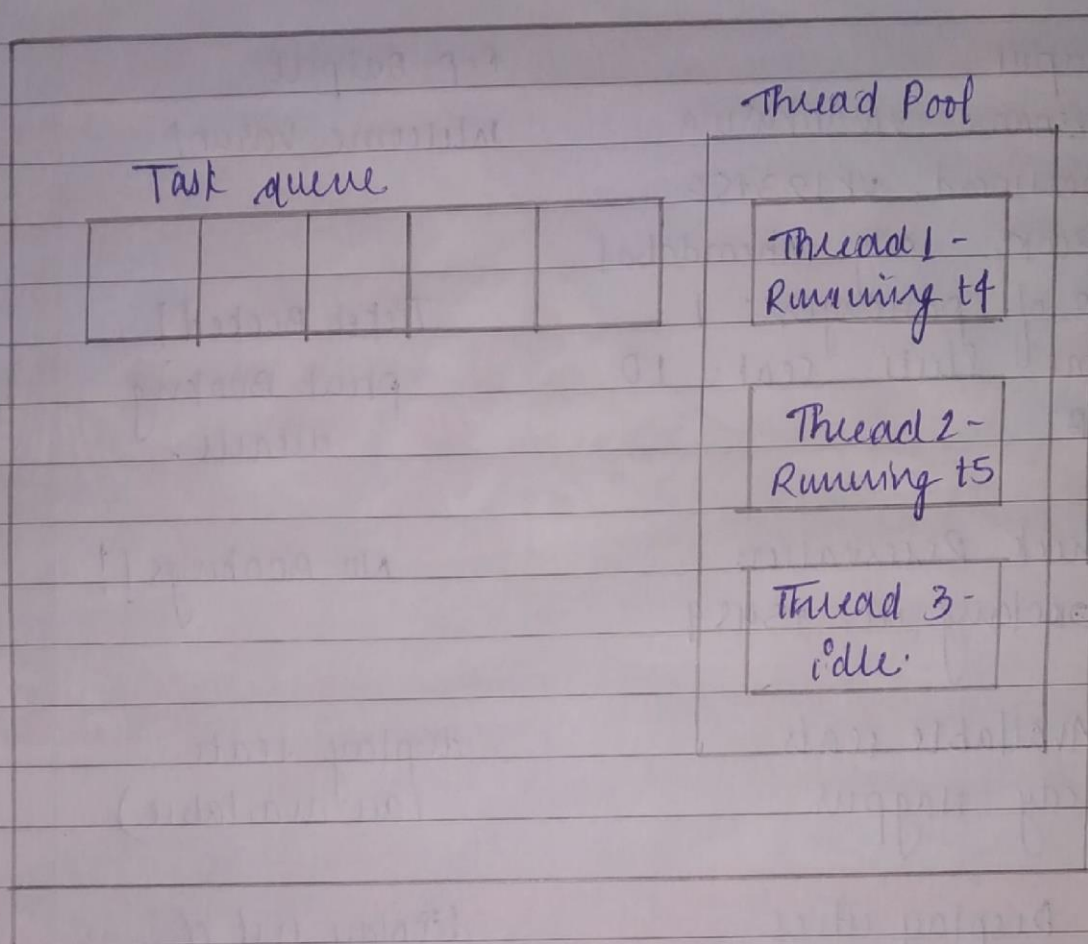 Thread Pool
Task queue
Thread 1 -
Running t4
Thread 2 -
Running t5
Thread 3 -
idle.